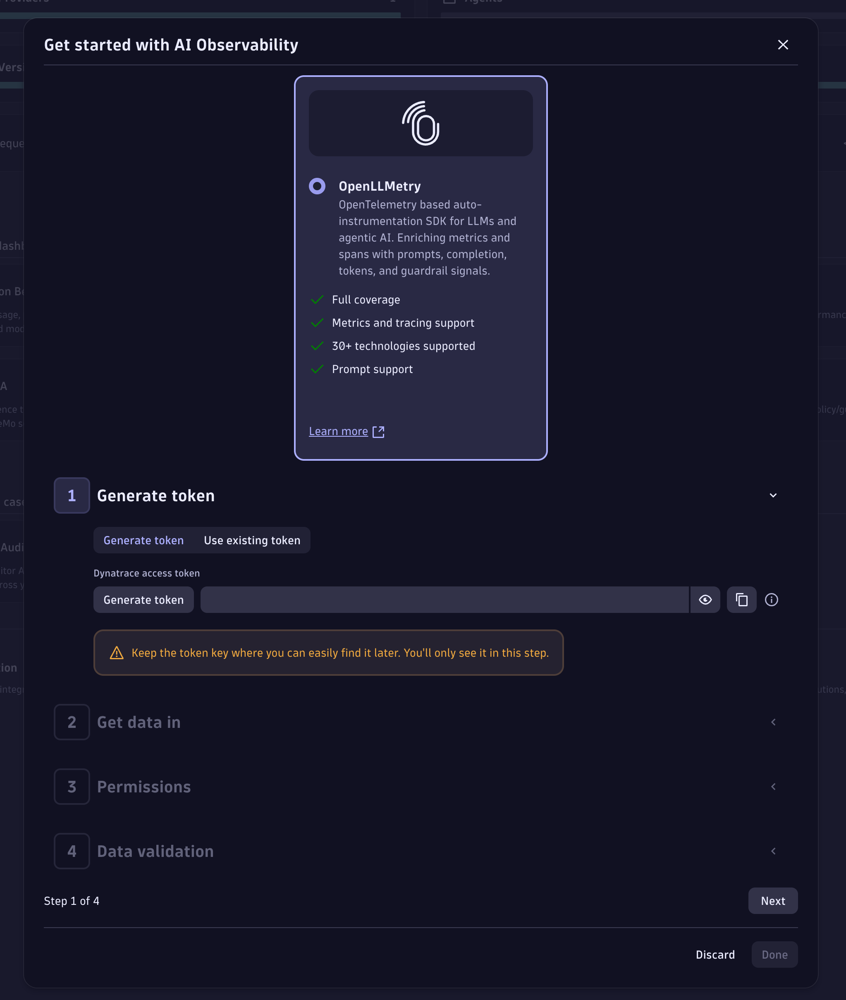 Providers
1
Agents
Get started with AI Observability
OpenLLMetry
OpenTelemetry based auto-
instrumentation SDK for LLMs and
agentic AI. Enriching metrics and
spans with prompts, completion,
tokens, and guardrail signals.
Full coverage
Metrics and tracing support
30+ technologies supported
Prompt support
Learn more
1
Generate token
Generate token
Use existing token
Dynatrace access token
Generate token
Keep the token key where you can easily find it later. You'll only see it in this step.
2
Get data in
3
Permissions
4
Data validation
Step 1 of 4
Next
Discard
Done